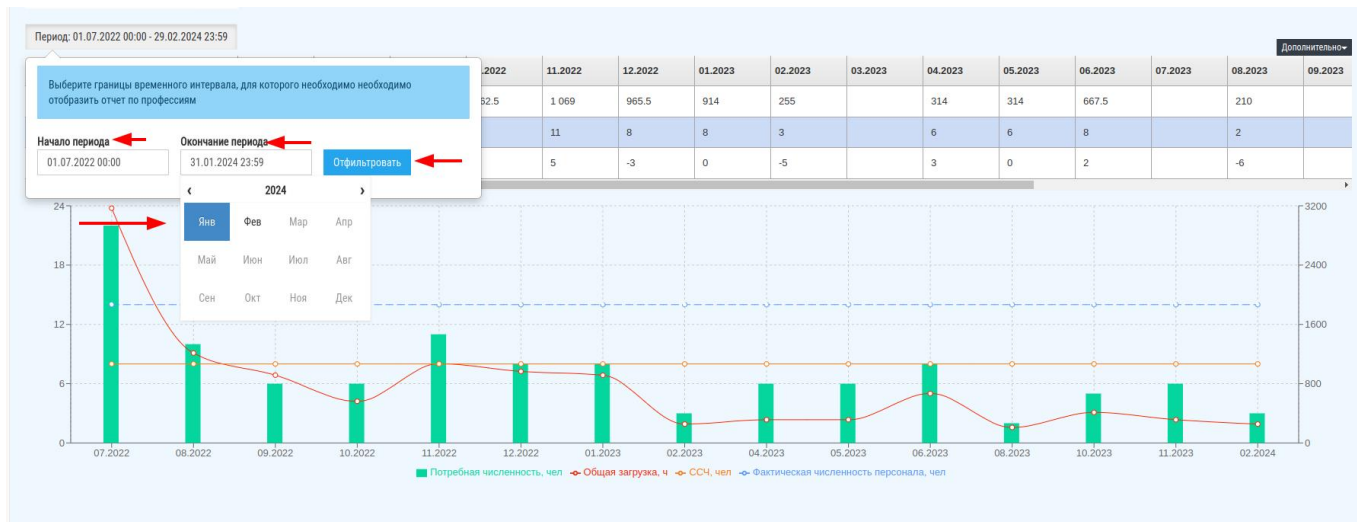 Период: 01.07.2022 00:00 - 29.02.2024 23:59
Дополнительно
.2022 11.2022 12.2022 01.2023 02.2023 03.2023 04.2023 05.2023 06.2023 07.2023 08.2023 09.2023
Выберите границы временного интервала, для которого необходимо необходимо
отобразить отчет по профессиям
62.5 1 069 965.5 914 255 314 314 667.5 210
11 8 8 3 6 6 8 2
Начало периода Окончание периода
01.07.2022 00:00 31.01.2024 23:59 Отфильтровать
5 -3 0 -5 3 0 2 -6
‹ 2024 ›
Янв Фев Мар Апр
Май Июн Июл Авг
Сен Окт Ноя Дек
24 3200
18 2400
12 1600
6 800
0 0
07.2022 08.2022 09.2022 10.2022 11.2022 12.2022 01.2023 02.2023 04.2023 05.2023 06.2023 08.2023 10.2023 11.2023 02.2024
Потребная численность, чел Общая загрузка, ч ССЧ, чел Фактическая численность персонала, чел